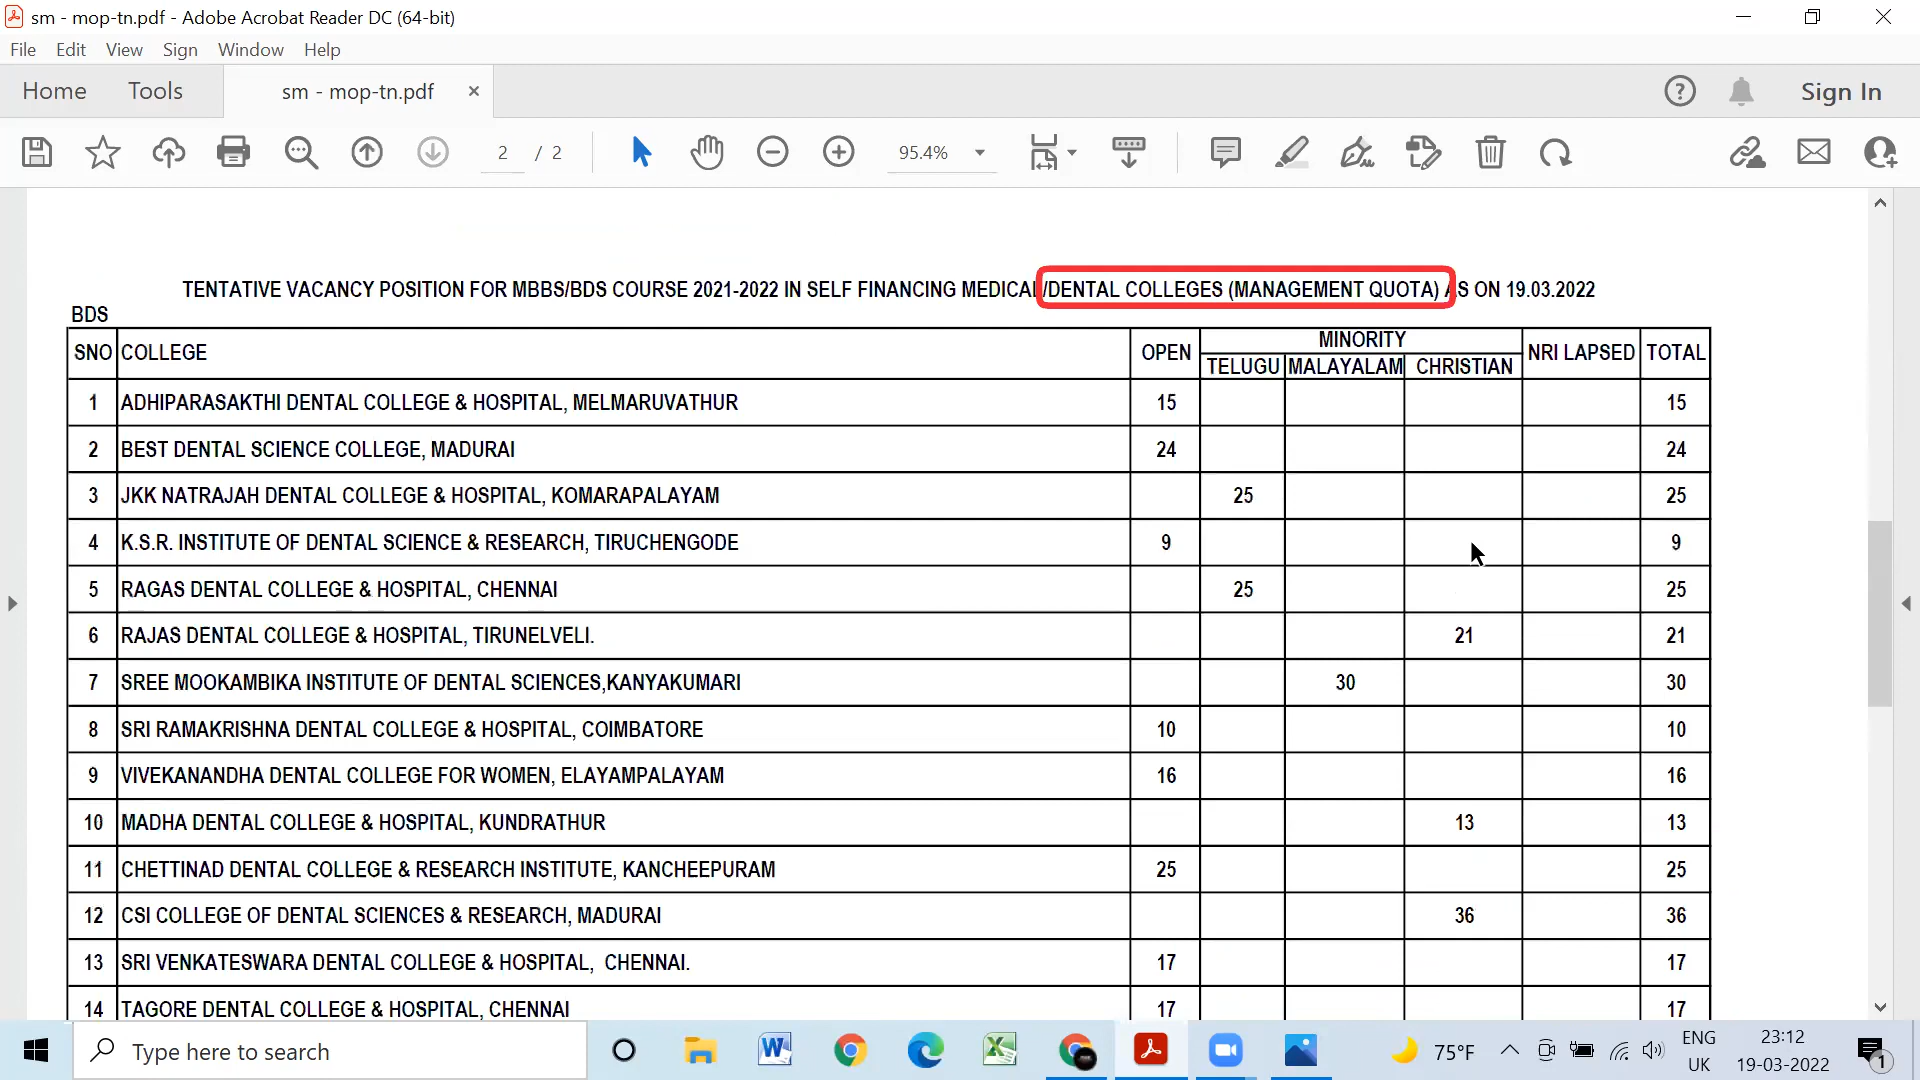 sm - mop-tn.pdf - Adobe Acrobat Reader DC (64-bit)
File Edit View Sign Window Help
Home Tools sm - mop-tn.pdf × Sign In
2 / 2 95.4%
TENTATIVE VACANCY POSITION FOR MBBS/BDS COURSE 2021-2022 IN SELF FINANCING MEDICAL/DENTAL COLLEGES (MANAGEMENT QUOTA) AS ON 19.03.2022
BDS
SNO COLLEGE OPEN MINORITY NRI LAPSED TOTAL
TELUGU MALAYALAM CHRISTIAN
1 ADHIPARASAKTHI DENTAL COLLEGE & HOSPITAL, MELMARUVATHUR 15 15
2 BEST DENTAL SCIENCE COLLEGE, MADURAI 24 24
3 JKK NATRAJAH DENTAL COLLEGE & HOSPITAL, KOMARAPALAYAM 25 25
4 K.S.R. INSTITUTE OF DENTAL SCIENCE & RESEARCH, TIRUCHENGODE 9 9
5 RAGAS DENTAL COLLEGE & HOSPITAL, CHENNAI 25 25
6 RAJAS DENTAL COLLEGE & HOSPITAL, TIRUNELVELI. 21 21
7 SREE MOOKAMBIKA INSTITUTE OF DENTAL SCIENCES,KANYAKUMARI 30 30
8 SRI RAMAKRISHNA DENTAL COLLEGE & HOSPITAL, COIMBATORE 10 10
9 VIVEKANANDHA DENTAL COLLEGE FOR WOMEN, ELAYAMPALAYAM 16 16
10 MADHA DENTAL COLLEGE & HOSPITAL, KUNDRATHUR 13 13
11 CHETTINAD DENTAL COLLEGE & RESEARCH INSTITUTE, KANCHEEPURAM 25 25
12 CSI COLLEGE OF DENTAL SCIENCES & RESEARCH, MADURAI 36 36
13 SRI VENKATESWARA DENTAL COLLEGE & HOSPITAL, CHENNAI. 17 17
14 TAGORE DENTAL COLLEGE & HOSPITAL, CHENNAI 17 17
Type here to search 75°F ENG 23:12
UK 19-03-2022 1